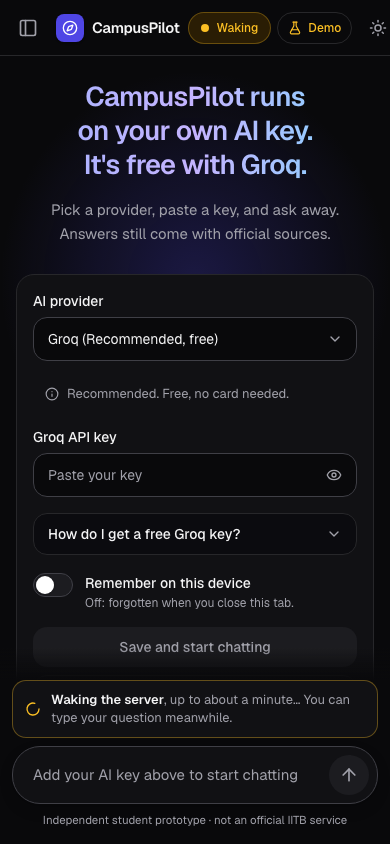 CampusPilot
Waking
Demo
CampusPilot runs
on your own AI key.
It's free with Groq.
Pick a provider, paste a key, and ask away.
Answers still come with official sources.
AI provider
Groq (Recommended, free)
Recommended. Free, no card needed.
Groq API key
Paste your key
How do I get a free Groq key?
Remember on this device
Off: forgotten when you close this tab.
Save and start chatting
Waking the server, up to about a minute… You can
type your question meanwhile.
Add your AI key above to start chatting
Independent student prototype · not an official IITB service